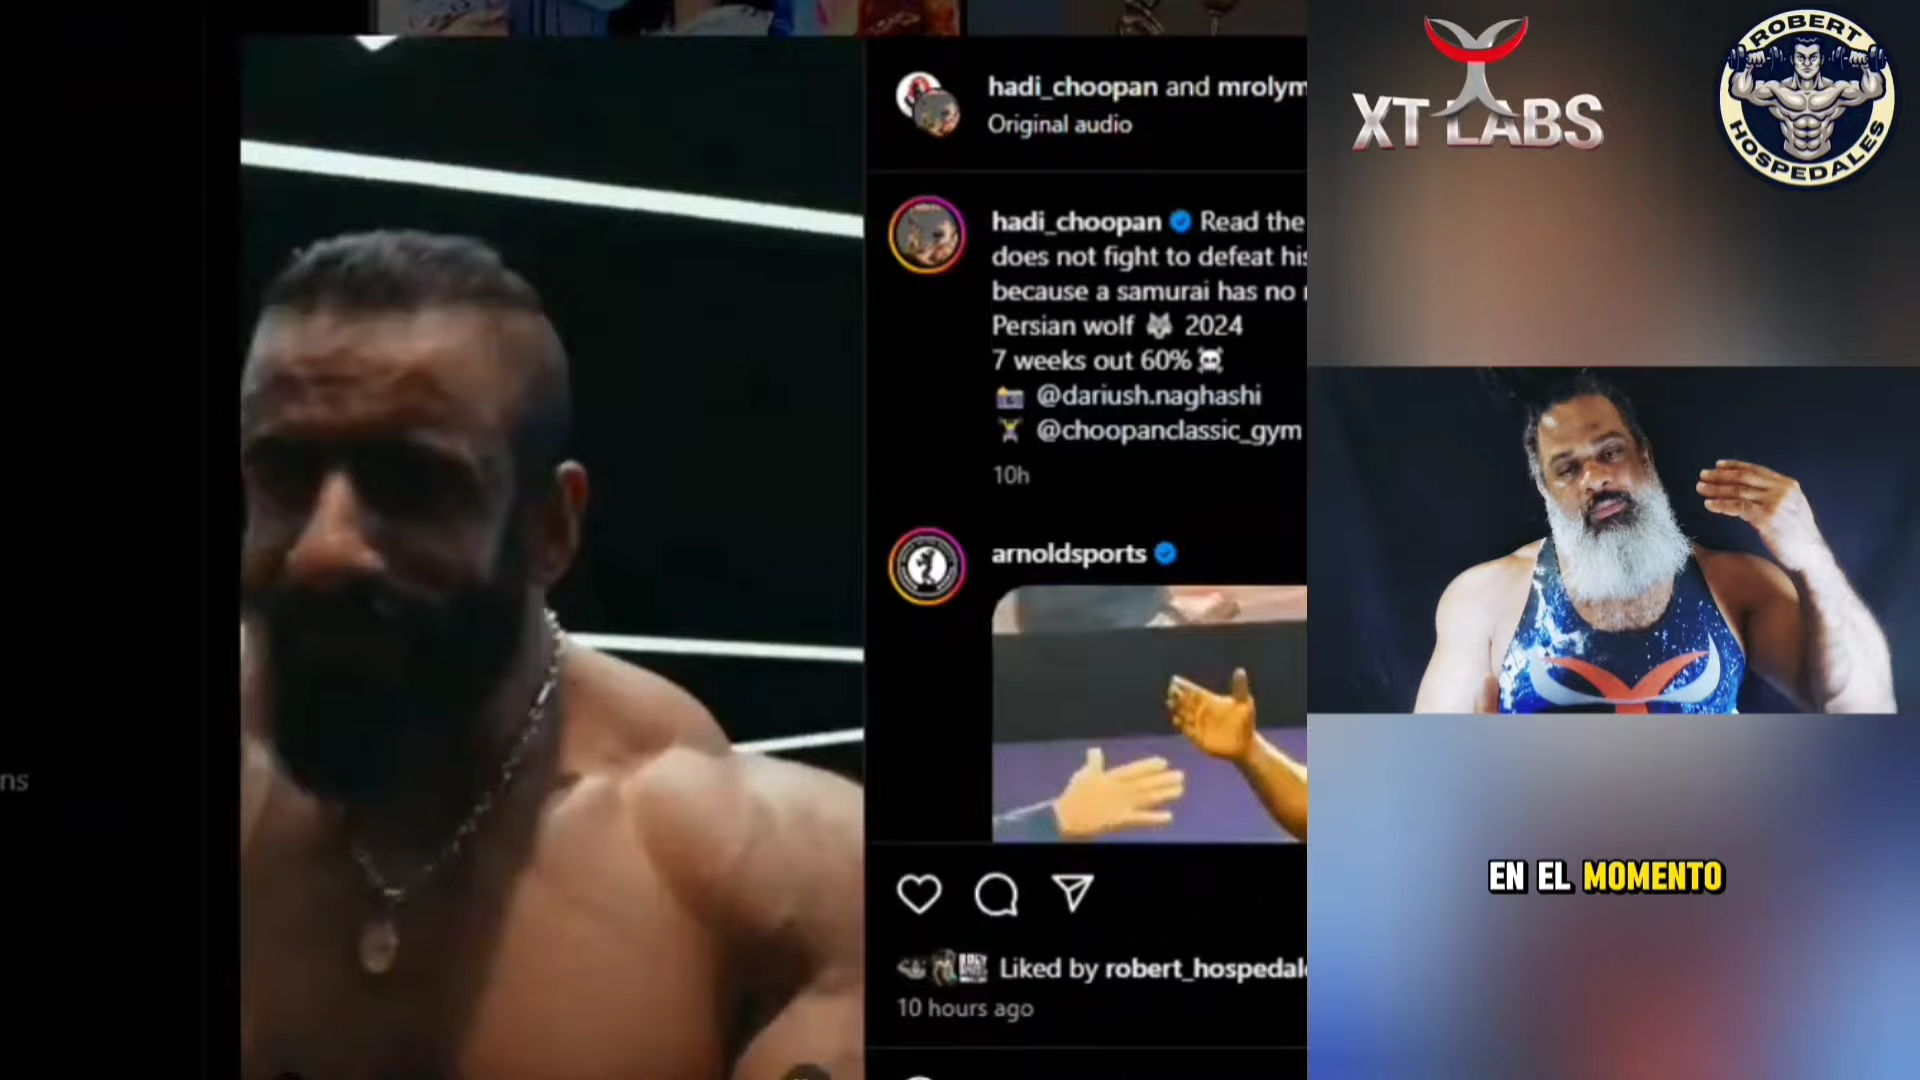 hadi_choopan and mrolym
Original audio
hadi_choopan Read the
does not fight to defeat his
because a samurai has no
Persian wolf 🐺 2024
7 weeks out 60%☠
📸 @dariush.naghashi
🏋 @choopanclassic_gym
10h
arnoldsports
Liked by robert_hospedale
10 hours ago
ns
XT LABS
ROBERT
HOSPEDALES
EN EL MOMENTO